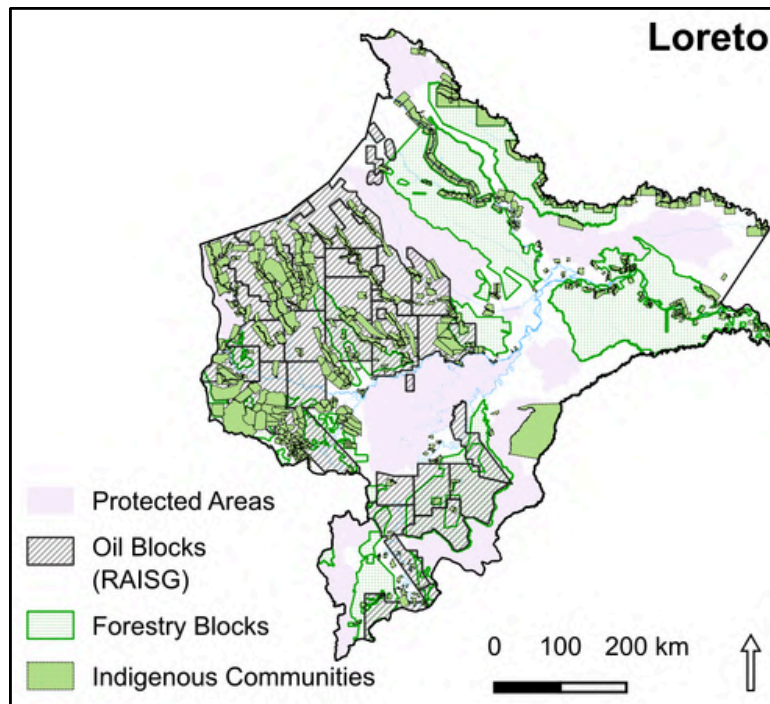 Loreto
Protected Areas
Oil Blocks
(RAISG)
Forestry Blocks
Indigenous Communities
0 100 200 km